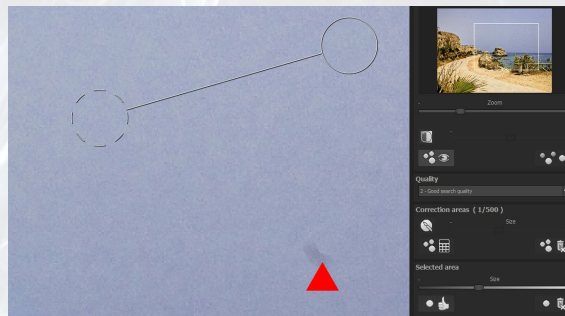 Zoom
Quality
2 - Good search quality
Correction areas ( 1/500 )
Size
Selected area
Size